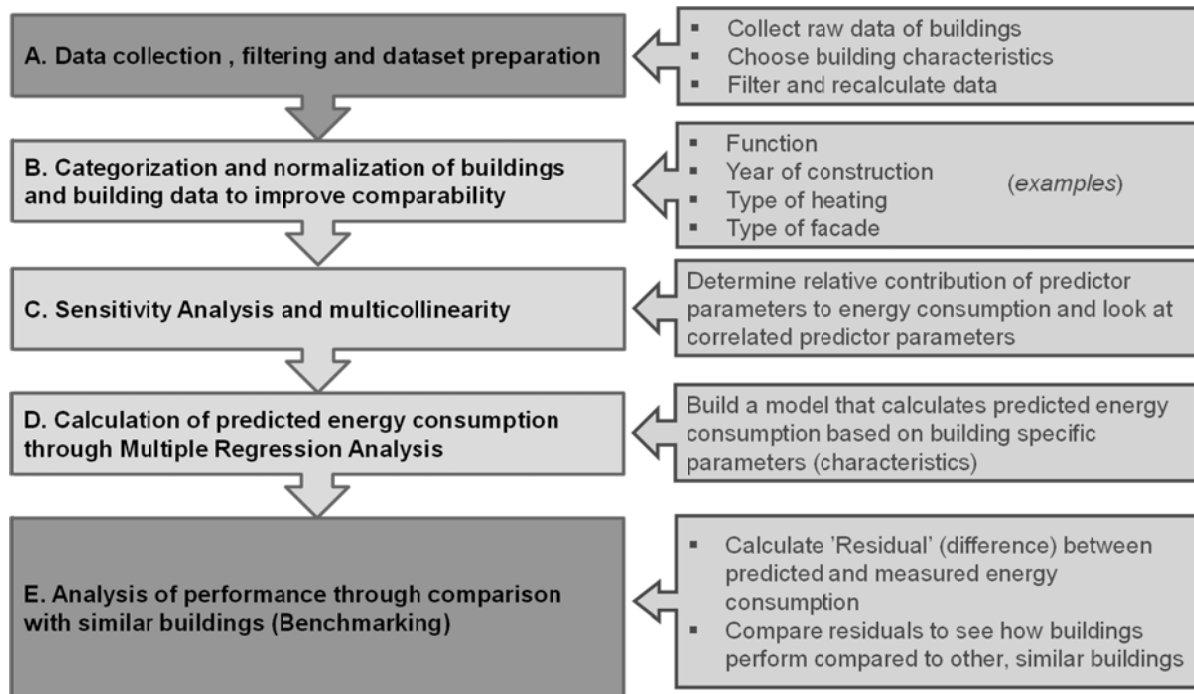 A. Data collection , filtering and dataset preparation
▪ Collect raw data of buildings
▪ Choose building characteristics
▪ Filter and recalculate data
B. Categorization and normalization of buildings
and building data to improve comparability
▪ Function
▪ Year of construction
▪ Type of heating
▪ Type of facade
(examples)
C. Sensitivity Analysis and multicollinearity
Determine relative contribution of predictor
parameters to energy consumption and look at
correlated predictor parameters
D. Calculation of predicted energy consumption
through Multiple Regression Analysis
Build a model that calculates predicted energy
consumption based on building specific
parameters (characteristics)
E. Analysis of performance through comparison
with similar buildings (Benchmarking)
▪ Calculate ’Residual’ (difference) between
predicted and measured energy
consumption
▪ Compare residuals to see how buildings
perform compared to other, similar buildings